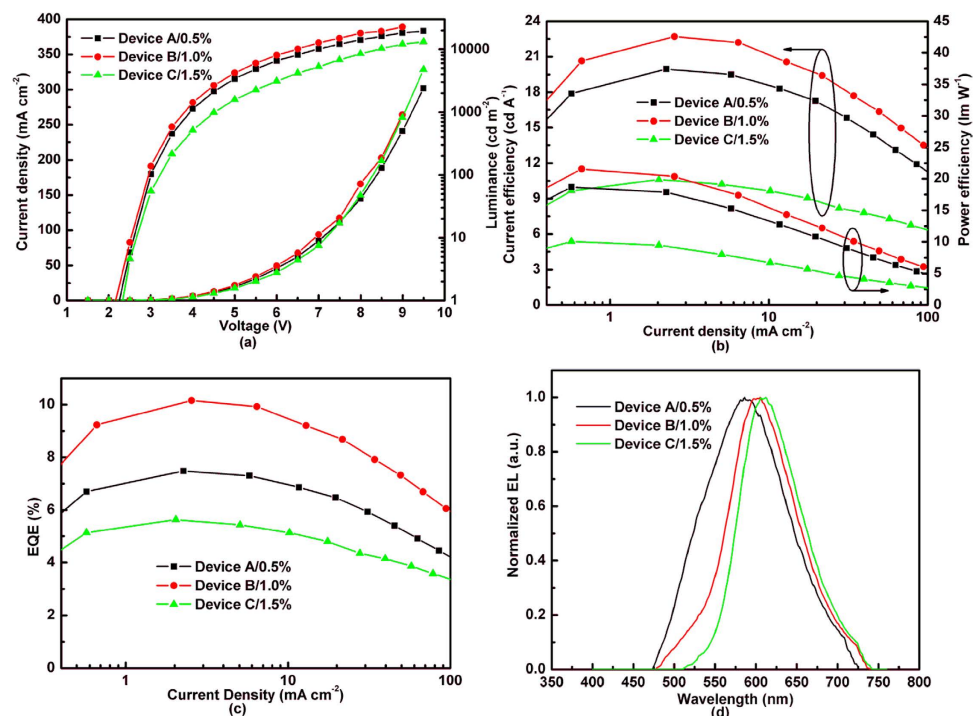 400
350
300
250
200
150
100
50
0
Current density (mA cm⁻²)
Device A/0.5%
Device B/1.0%
Device C/1.5%
10000
1000
100
10
1
Luminance (cd m⁻²)
1 2 3 4 5 6 7 8 9 10
Voltage (V)
(a)
24
21
18
15
12
9
6
3
0
Current efficiency (cd A⁻¹)
Device A/0.5%
Device B/1.0%
Device C/1.5%
45
40
35
30
25
20
15
10
5
0
Power efficiency (lm W⁻¹)
1 10 100
Current density (mA cm⁻²)
(b)
10
8
6
4
2
0
EQE (%)
Device A/0.5%
Device B/1.0%
Device C/1.5%
1 10 100
Current Density (mA cm⁻²)
(c)
1.0
0.8
0.6
0.4
0.2
0.0
Normalized EL (a.u.)
Device A/0.5%
Device B/1.0%
Device C/1.5%
350 400 450 500 550 600 650 700 750 800
Wavelength (nm)
(d)